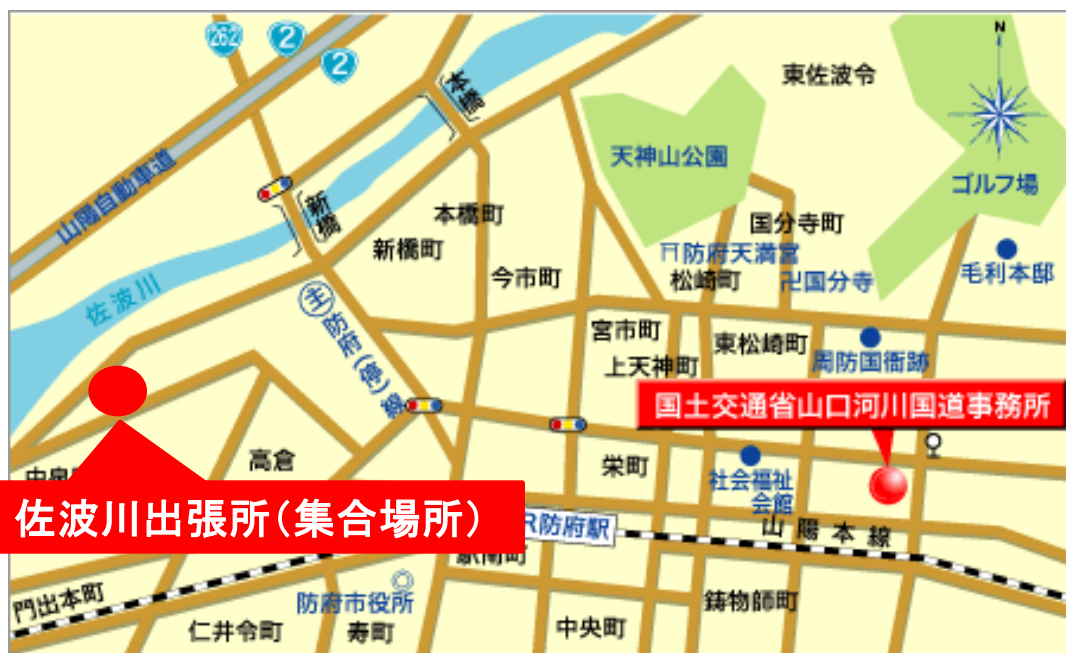 262
2
2
N
東佐波令
本橋
天神山公園
山陽自動車道
ゴルフ場
新橋
本橋町
国分寺町
新橋町
防府天満宮
今市町
松崎町
卍国分寺
毛利本邸
佐波川
主 防府(停)線
宮市町
東松崎町
上天神町
周防国衙跡
国土交通省山口河川国道事務所
高倉
栄町
社会福祉
会館
佐波川出張所(集合場所)
R防府駅
山陽本線
駅南町
門出本町
防府市役所
鋳物師町
仁井令町
寿町
中央町